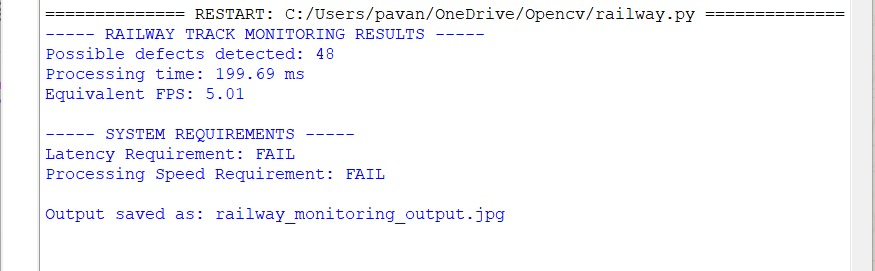 ============== RESTART: C:/Users/pavan/OneDrive/Opencv/railway.py ==============
----- RAILWAY TRACK MONITORING RESULTS -----
Possible defects detected: 48
Processing time: 199.69 ms
Equivalent FPS: 5.01
----- SYSTEM REQUIREMENTS -----
Latency Requirement: FAIL
Processing Speed Requirement: FAIL
Output saved as: railway_monitoring_output.jpg